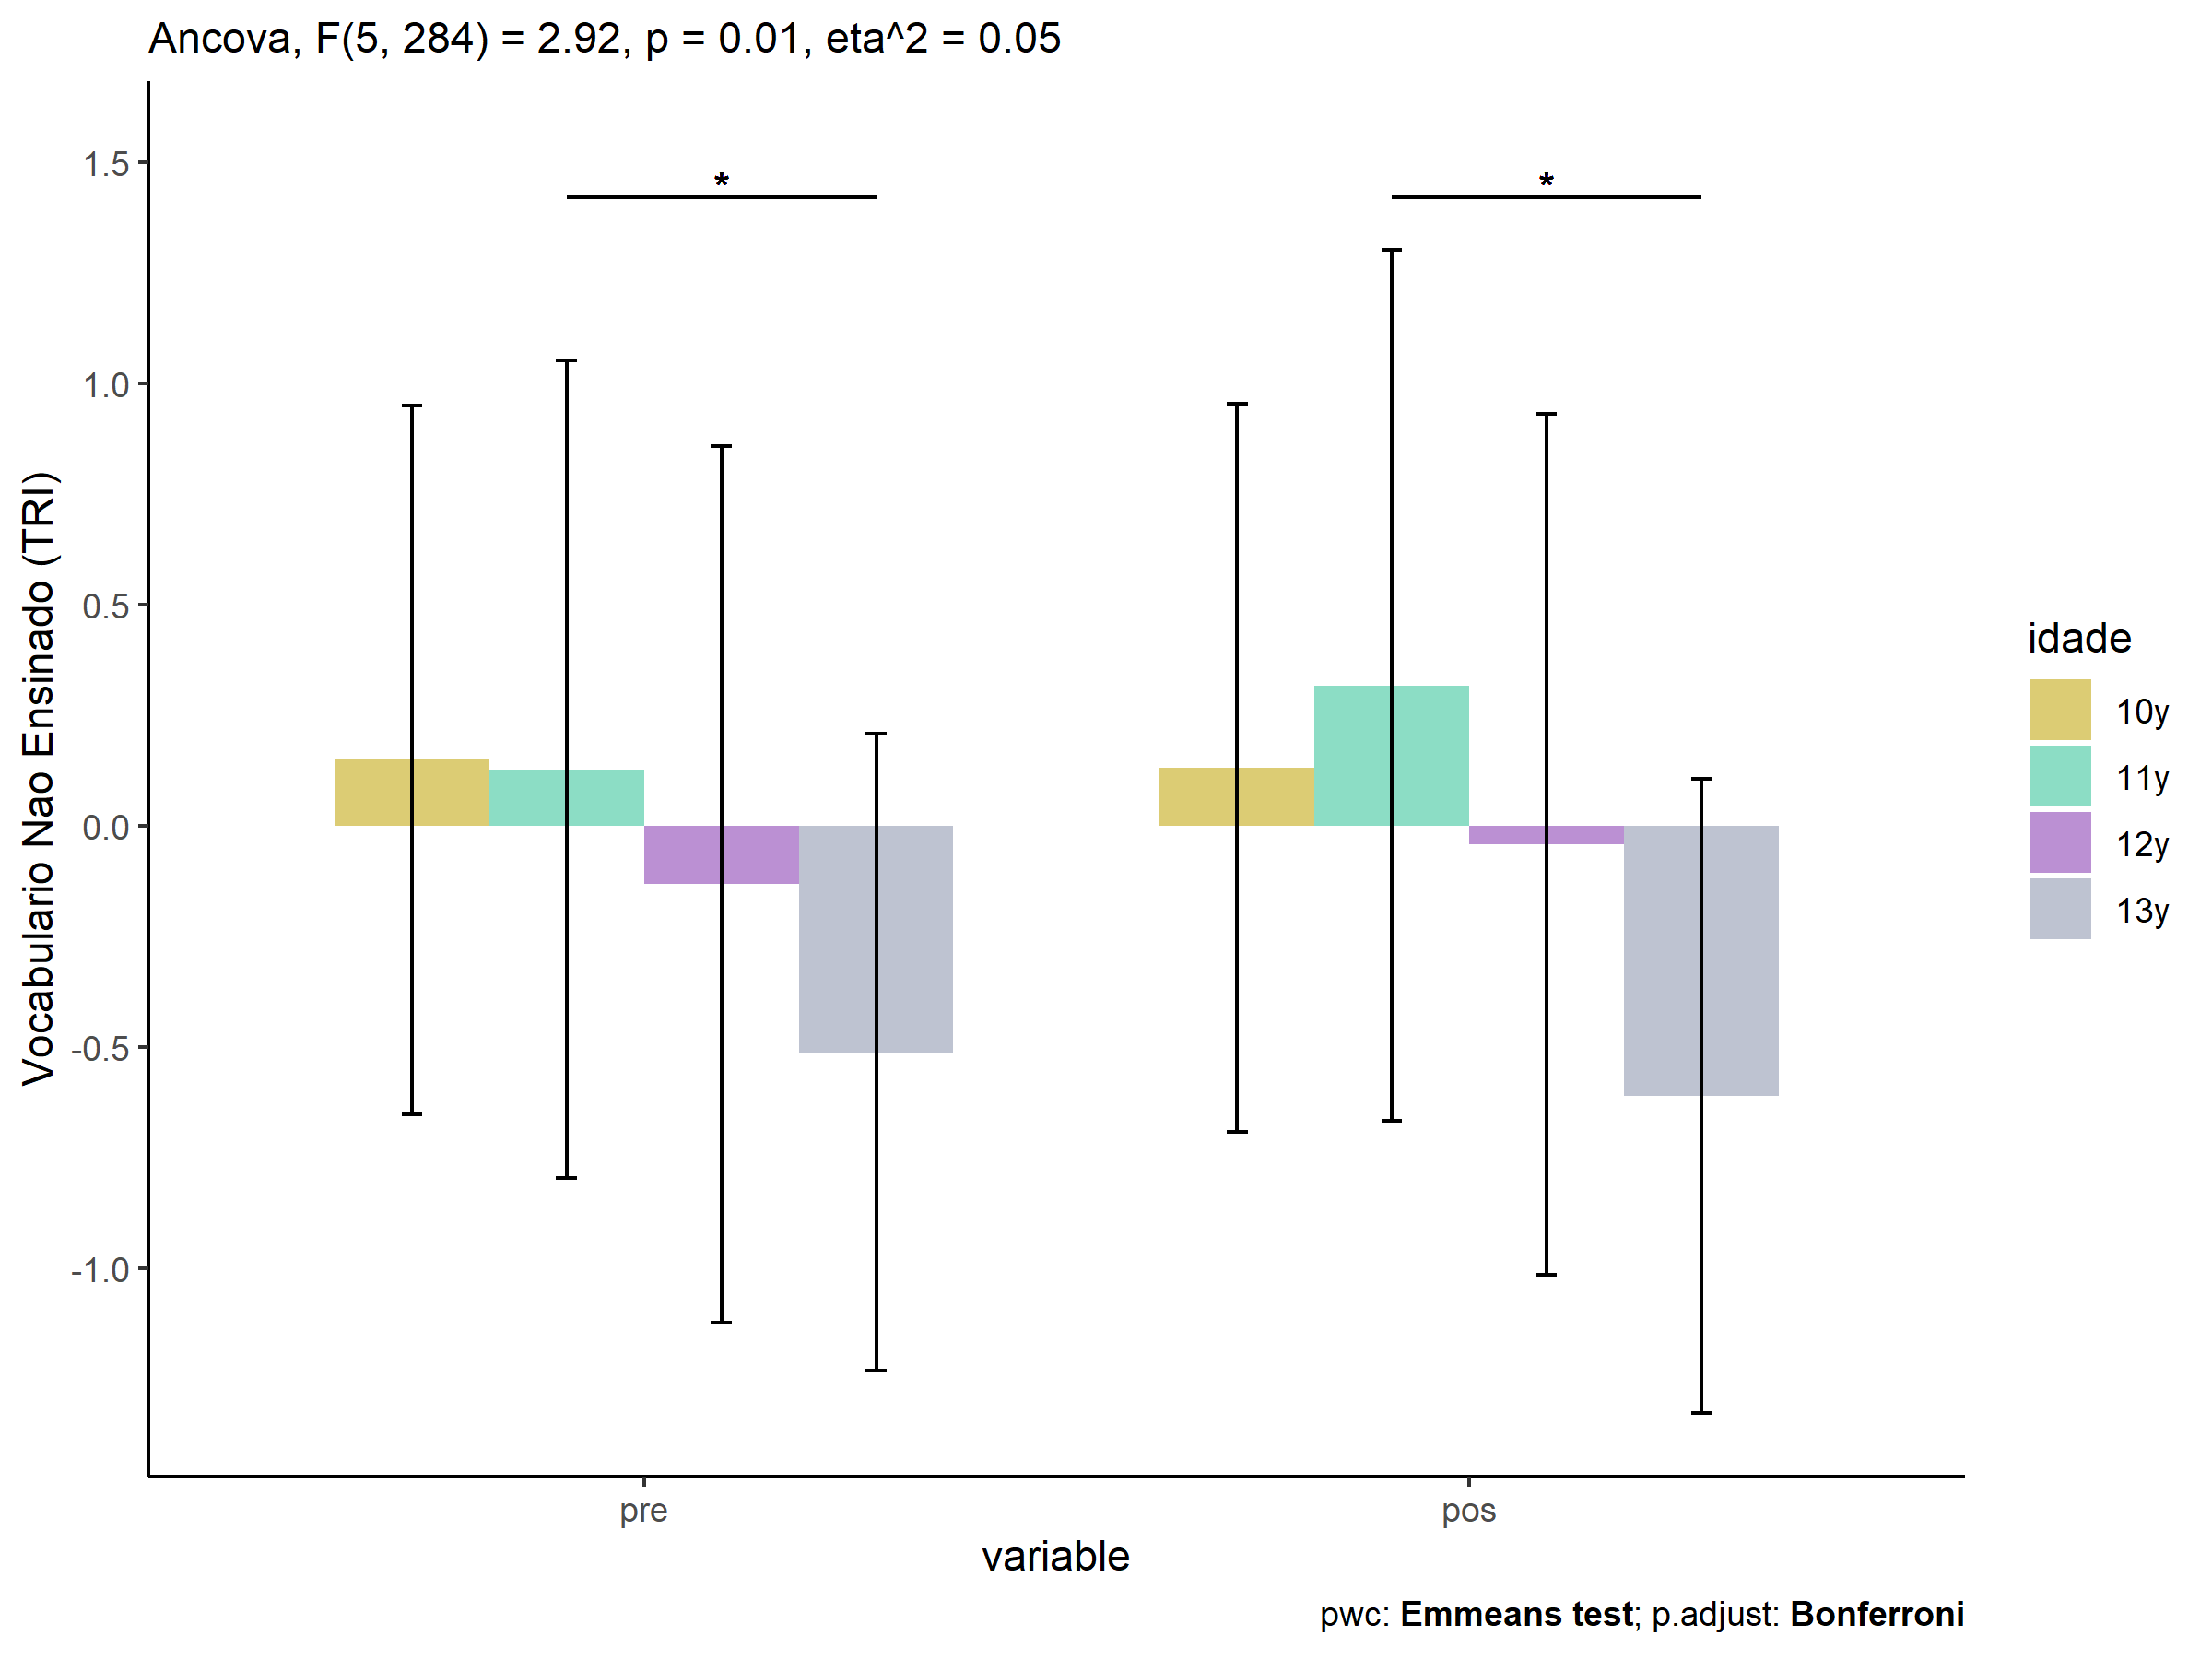 Ancova, F(5, 284) = 2.92, p = 0.01, eta^2 = 0.05
Vocabulario Nao Ensinado (TRI)
1.5
1.0
0.5
0.0
-0.5
-1.0
*
*
pre
pos
variable
idade
10y
11y
12y
13y
pwc: Emmeans test; p.adjust: Bonferroni